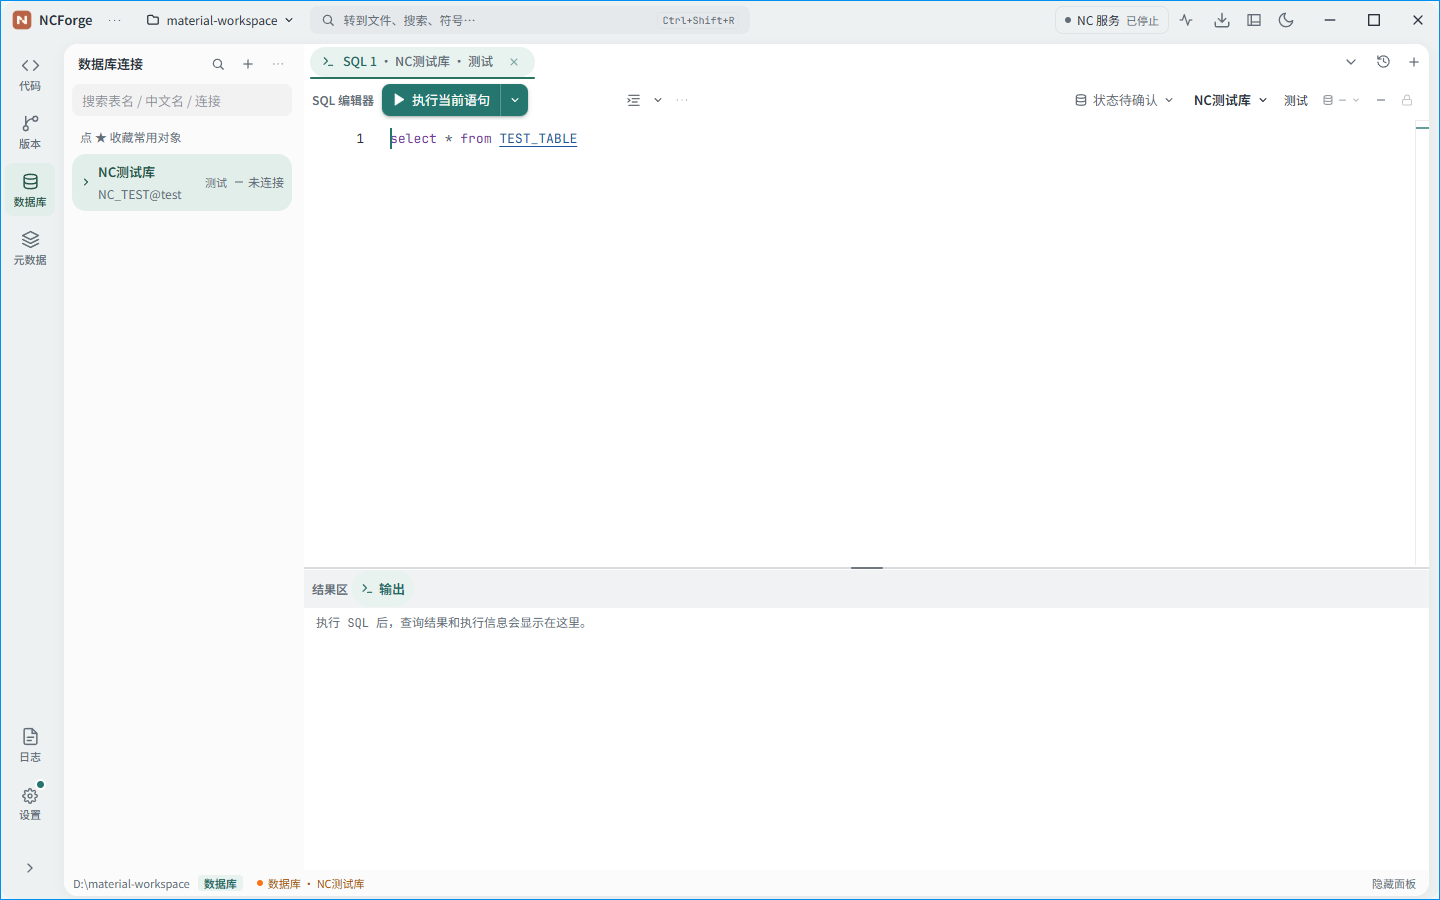 NCForge ··· material-workspace 转到文件、搜索、符号··· Ctrl+Shift+R NC 服务 已停止
代码
版本
数据库
元数据
日志
设置
数据库连接 ···
搜索表名 / 中文名 / 连接
点 ★ 收藏常用对象
NC测试库
NC_TEST@test
测试 — 未连接
SQL 1 · NC测试库 · 测试
SQL 编辑器 执行当前语句 ··· 状态待确认 NC测试库 测试
1 select * from TEST_TABLE
结果区 输出
执行 SQL 后，查询结果和执行信息会显示在这里。
D:\material-workspace 数据库 数据库 · NC测试库 隐藏面板